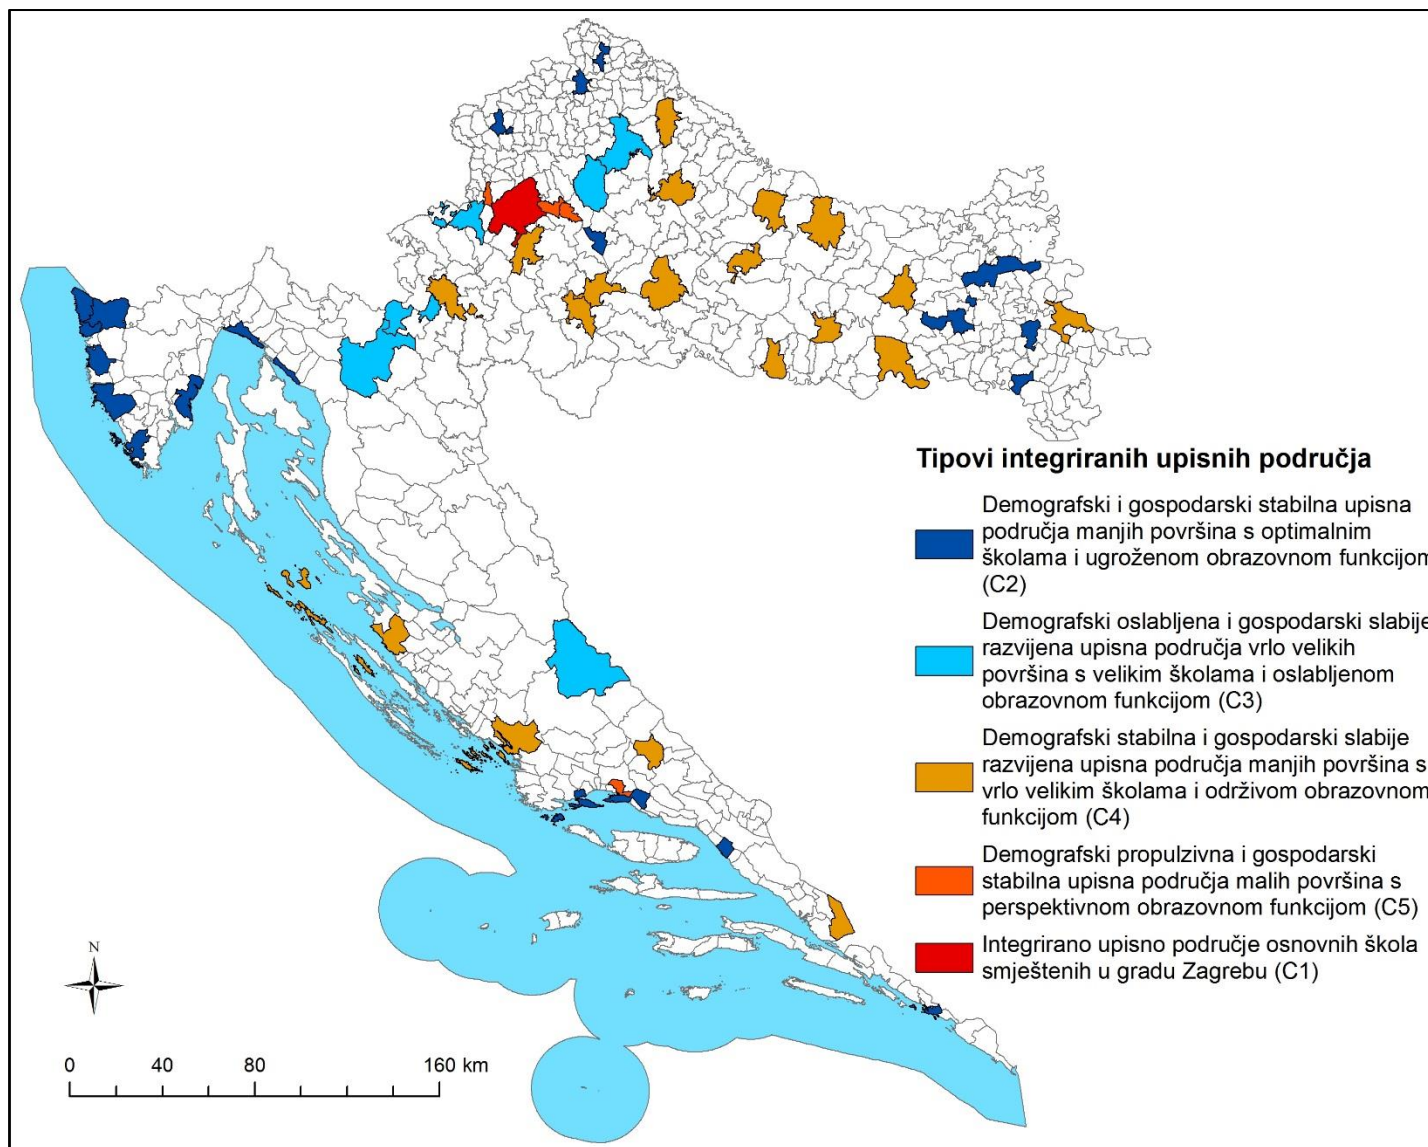 Tipovi integriranih upisnih područja
Demografski i gospodarski stabilna upisna
područja manjih površina s optimalnim
školama i ugroženom obrazovnom funkcijom
(C2)
Demografski oslabljena i gospodarski slabije
razvijena upisna područja vrlo velikih
površina s velikim školama i oslabljenom
obrazovnom funkcijom (C3)
Demografski stabilna i gospodarski slabije
razvijena upisna područja manjih površina s
vrlo velikim školama i održivom obrazovnom
funkcijom (C4)
Demografski propulzivna i gospodarski
stabilna upisna područja malih površina s
perspektivnom obrazovnom funkcijom (C5)
Integrirano upisno područje osnovnih škola
smještenih u gradu Zagrebu (C1)
N
0 40 80 160 km